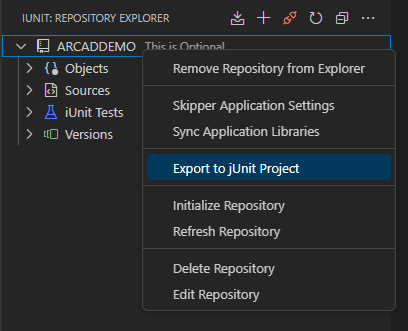 IUNIT: REPOSITORY EXPLORER
ARCADDEMO This is Optional
Objects
Sources
iUnit Tests
Versions
Remove Repository from Explorer
Skipper Application Settings
Sync Application Libraries
Export to jUnit Project
Initialize Repository
Refresh Repository
Delete Repository
Edit Repository